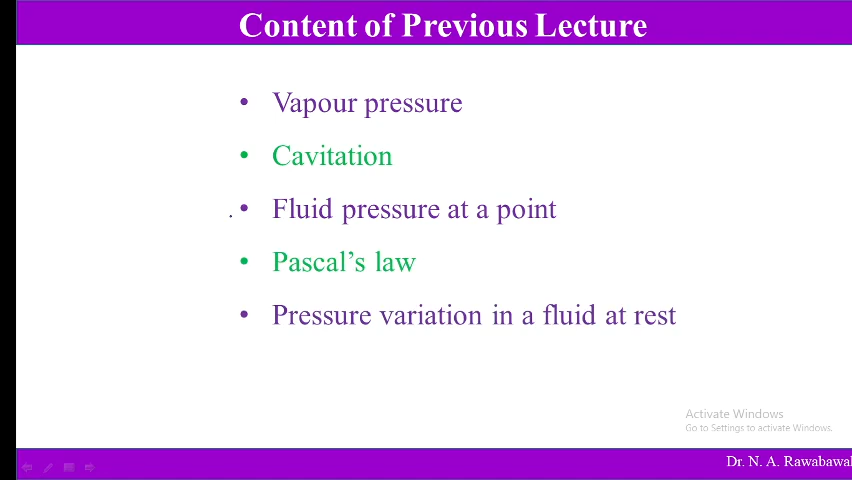 Content of Previous Lecture
• Vapour pressure
• Cavitation
• Fluid pressure at a point
• Pascal’s law
• Pressure variation in a fluid at rest
Activate Windows
Go to Settings to activate Windows.
Dr. N. A.